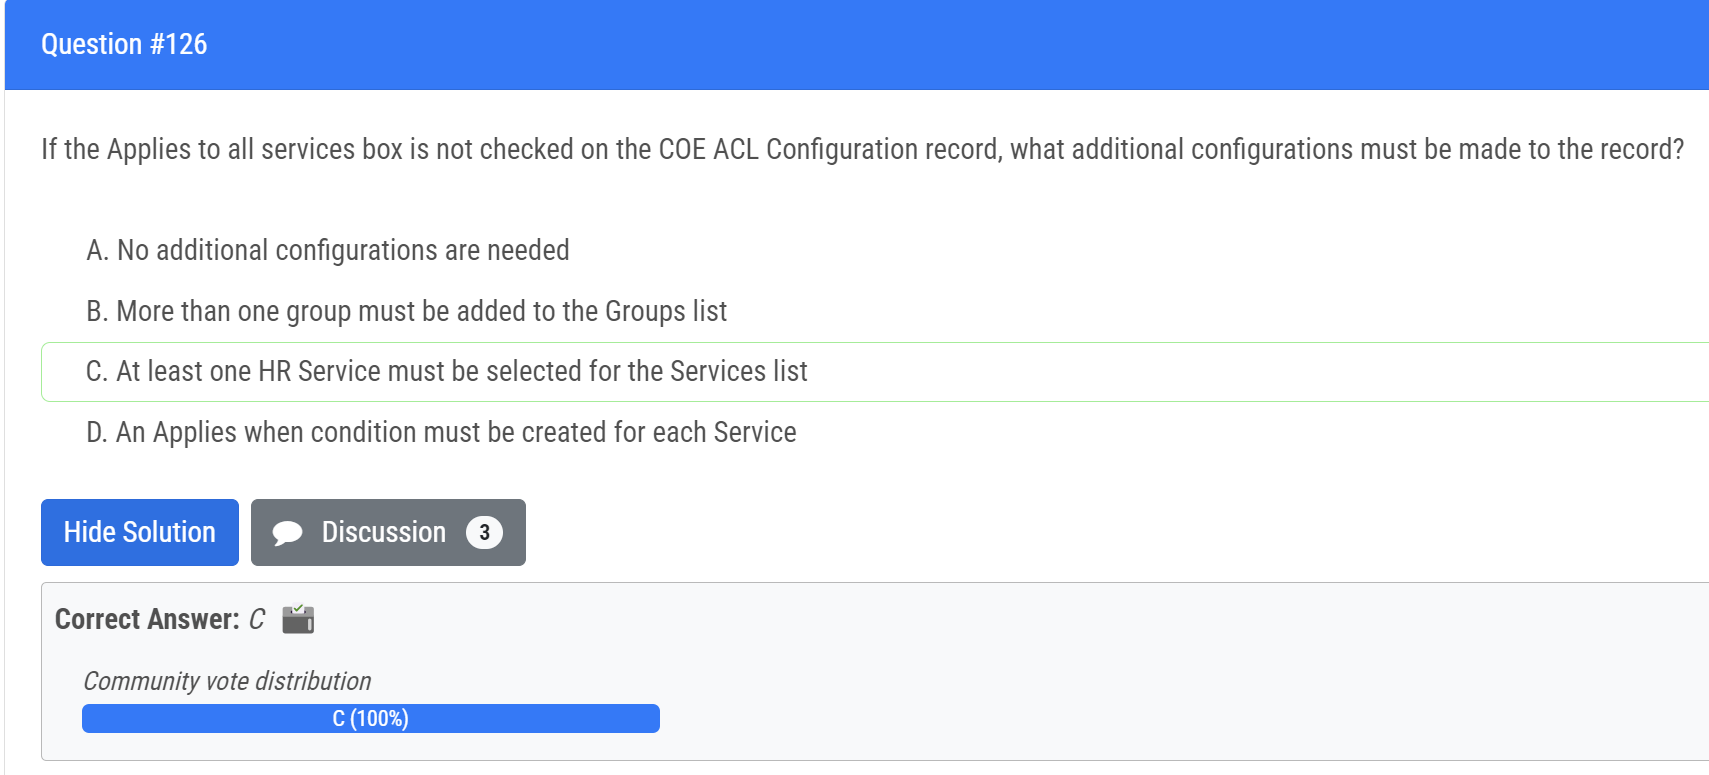 Question #126
If the Applies to all services box is not checked on the COE ACL Configuration record, what additional configurations must be made to the record?
A. No additional configurations are needed
B. More than one group must be added to the Groups list
C. At least one HR Service must be selected for the Services list
D. An Applies when condition must be created for each Service
Hide Solution
Discussion 3
Correct Answer: C
Community vote distribution
C (100%)